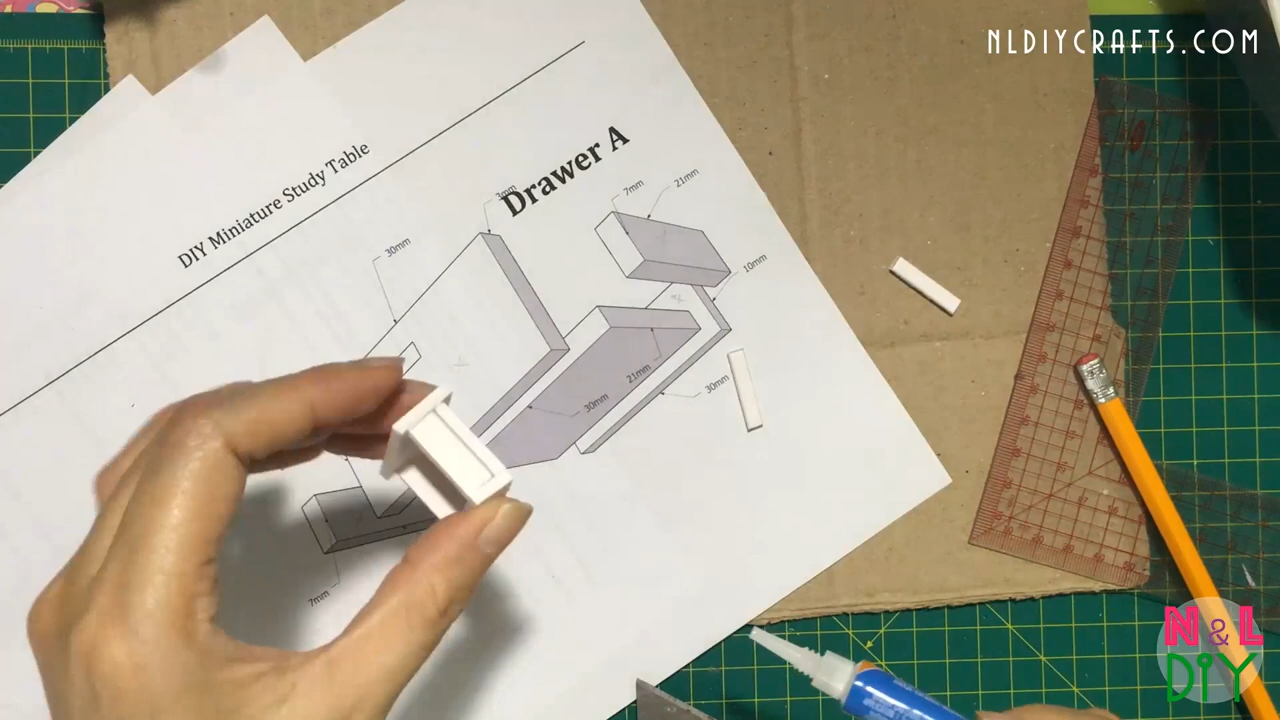 NLDIYCRAFTS.COM
DIY Miniature Study Table
Drawer A
3mm
7mm
21mm
30mm
10mm
21mm
30mm
30mm
7mm
N&L
DIY